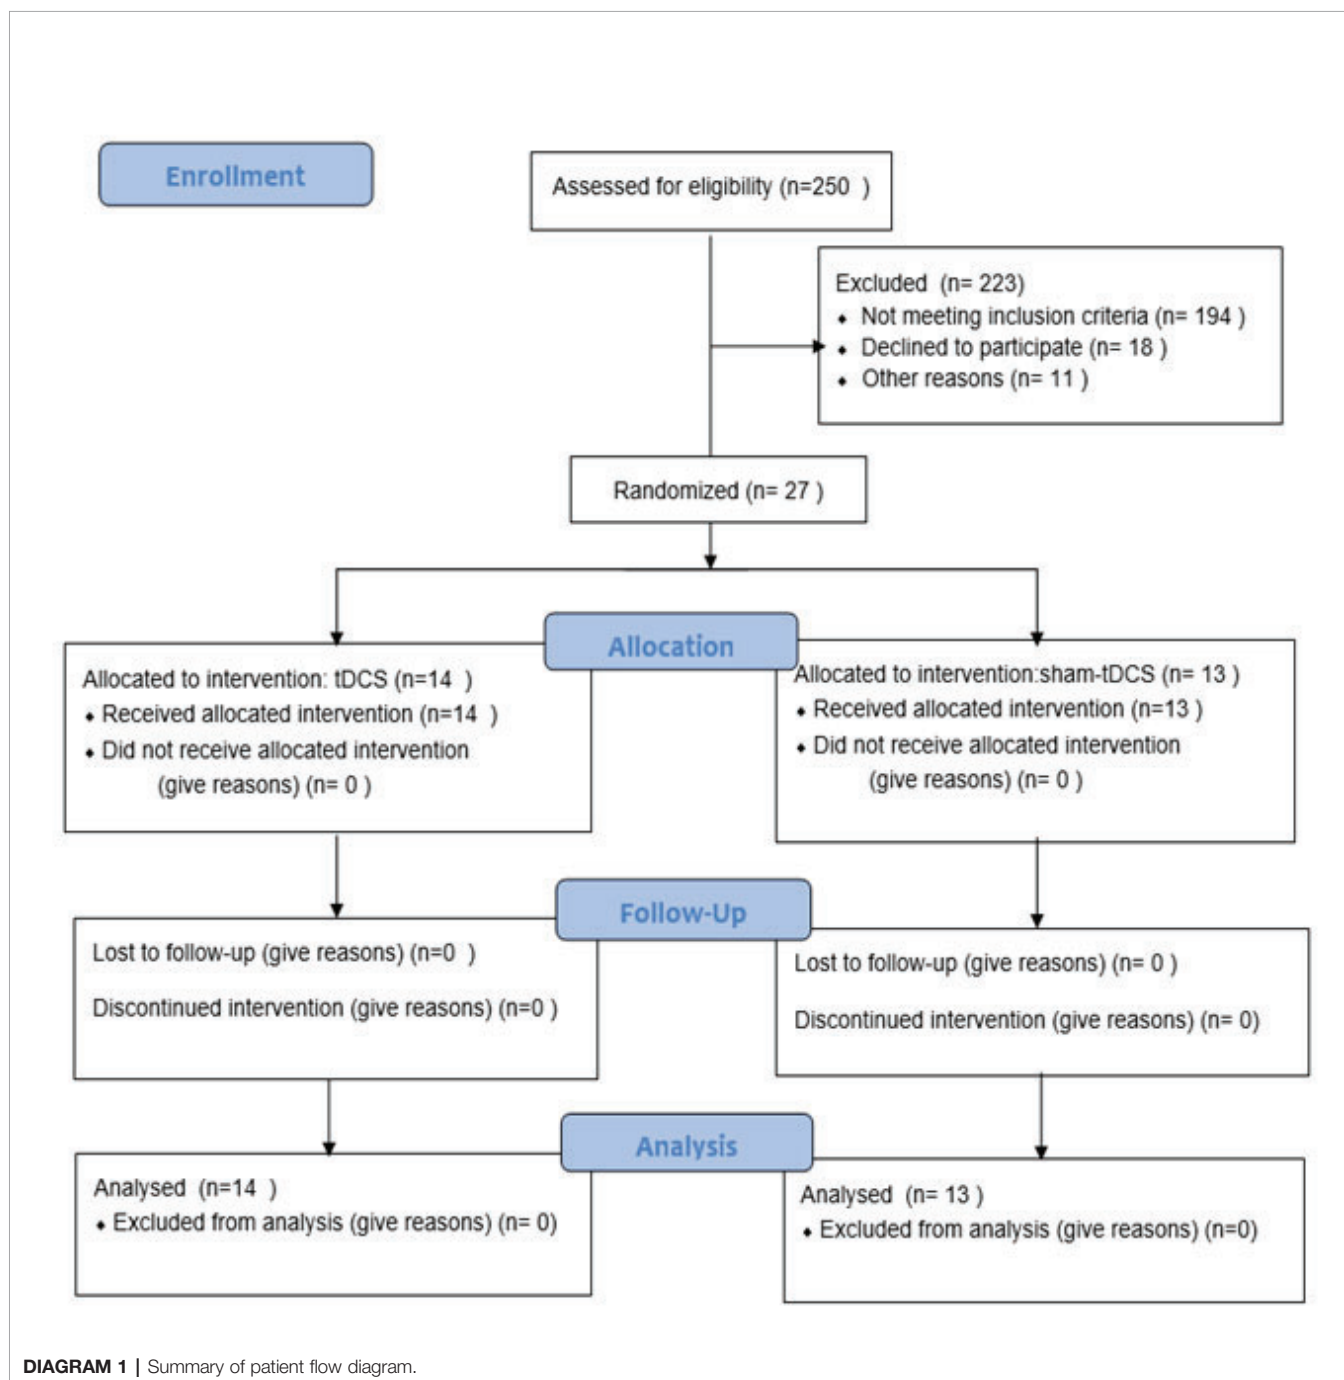 Enrollment
Assessed for eligibility (n=250  )
Excluded  (n= 223)
⬧ Not meeting inclusion criteria (n= 194 )
⬧ Declined to participate (n= 18 )
⬧ Other reasons (n= 11 )
Randomized (n= 27 )
Allocation
Allocated to intervention: tDCS (n=14  )
⬧ Received allocated intervention (n=14  )
⬧ Did not receive allocated intervention
(give reasons) (n= 0 )
Allocated to intervention:sham-tDCS (n= 13 )
⬧ Received allocated intervention (n=13 )
⬧ Did not receive allocated intervention
(give reasons) (n= 0 )
Follow-Up
Lost to follow-up (give reasons) (n=0  )
Discontinued intervention (give reasons) (n=0 )
Lost to follow-up (give reasons) (n= 0 )
Discontinued intervention (give reasons) (n= 0)
Analysis
Analysed  (n=14  )
⬧ Excluded from analysis (give reasons) (n= 0)
Analysed  (n= 13 )
⬧ Excluded from analysis (give reasons) (n=0)
DIAGRAM 1 | Summary of patient flow diagram.